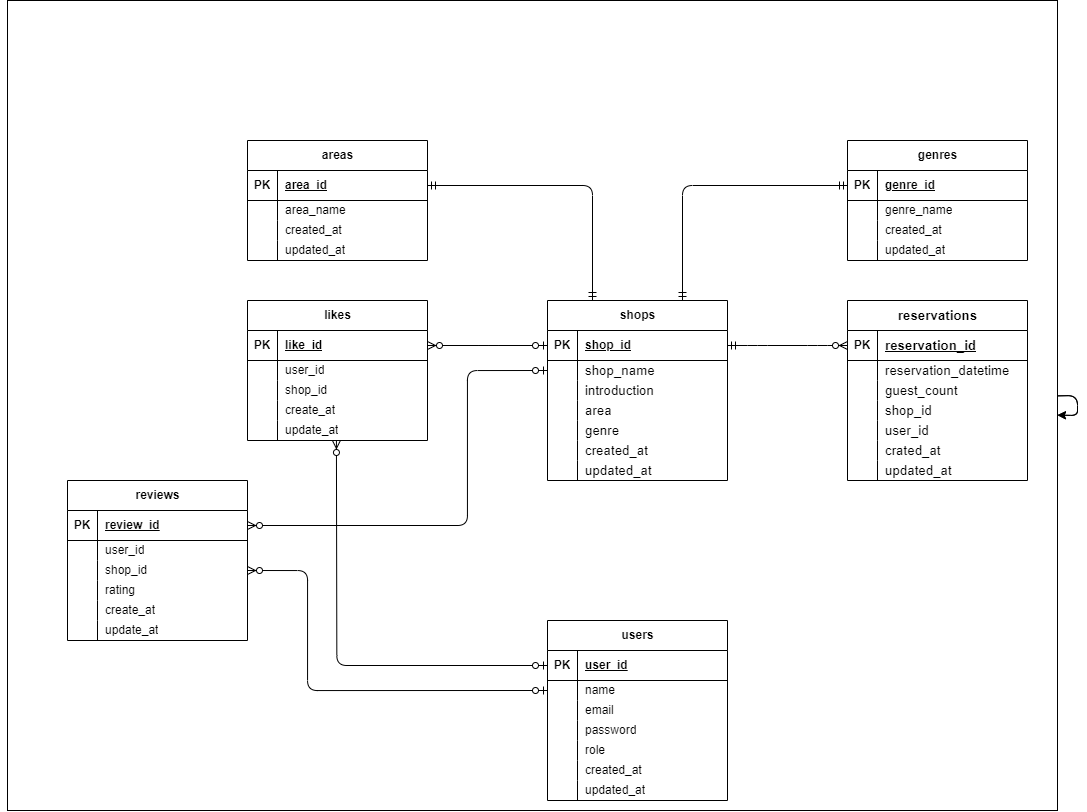 areas
PK area_id
area_name
created_at
updated_at
genres
PK genre_id
genre_name
created_at
updated_at
likes
PK like_id
user_id
shop_id
create_at
update_at
shops
PK shop_id
shop_name
introduction
area
genre
created_at
updated_at
reservations
PK reservation_id
reservation_datetime
guest_count
shop_id
user_id
crated_at
updated_at
reviews
PK review_id
user_id
shop_id
rating
create_at
update_at
users
PK user_id
name
email
password
role
created_at
updated_at